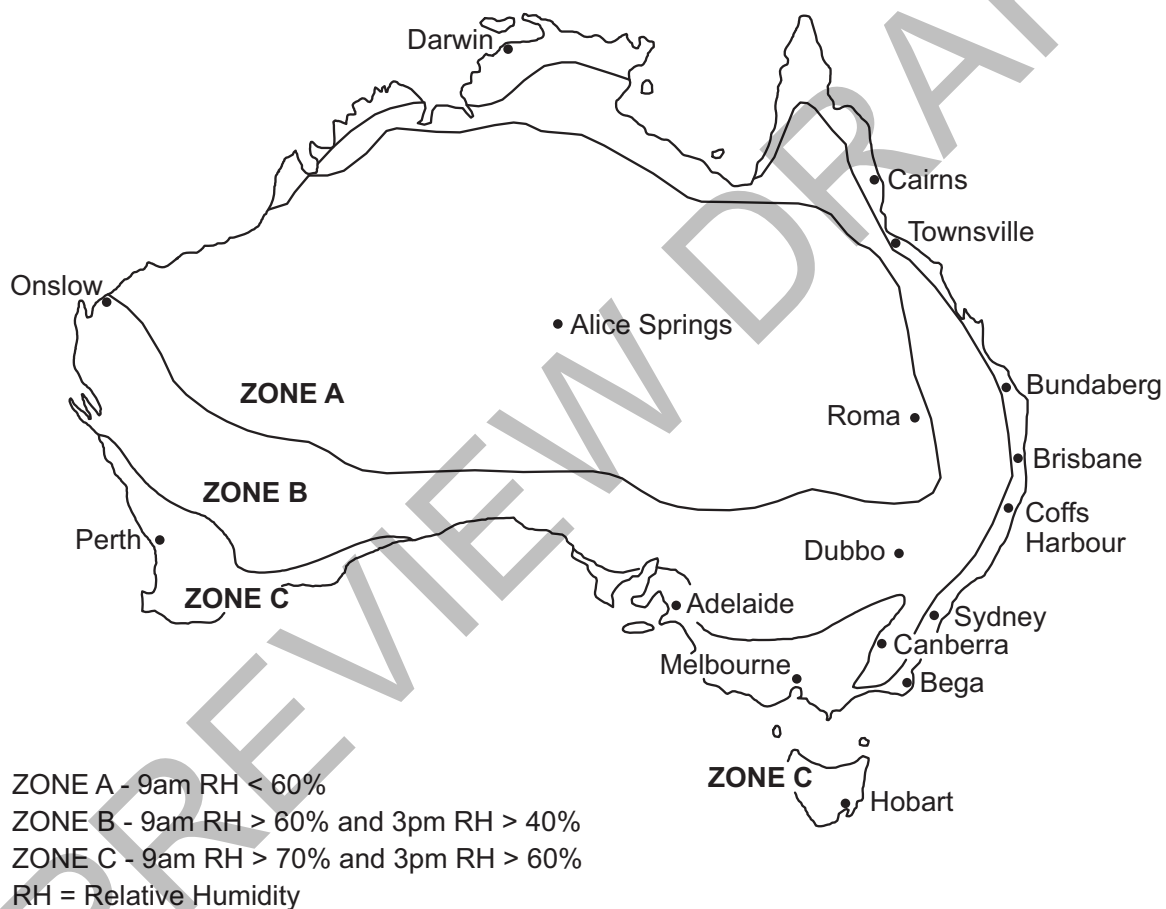 Darwin
Cairns
Townsville
Onslow
Alice Springs
ZONE A
Bundaberg
Roma
Brisbane
ZONE B
Coffs
Harbour
Perth
Dubbo
ZONE C
Adelaide
Sydney
Canberra
Melbourne
Bega
ZONE C
Hobart
ZONE A - 9am RH < 60%
ZONE B - 9am RH > 60% and 3pm RH > 40%
ZONE C - 9am RH > 70% and 3pm RH > 60%
RH = Relative Humidity
PREVIEW DRA